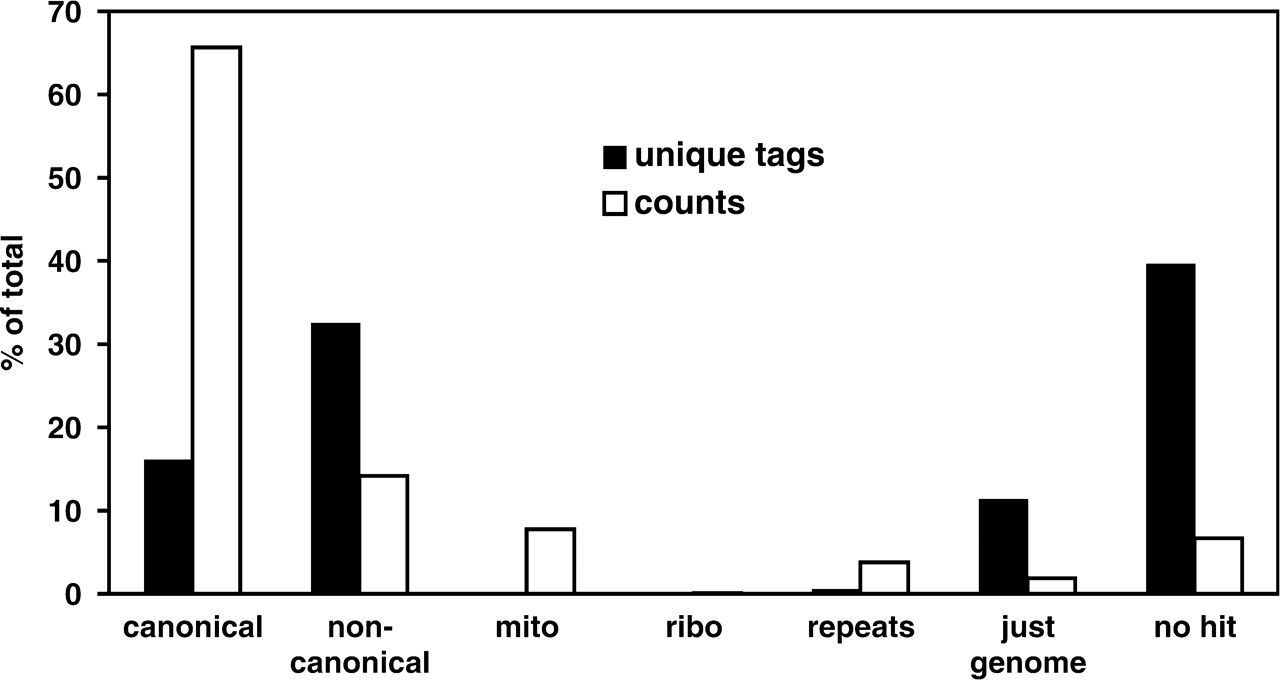 70
60
50
40
30
20
10
0
% of total
unique tags
counts
canonical
non-
canonical
mito
ribo
repeats
just
genome
no hit